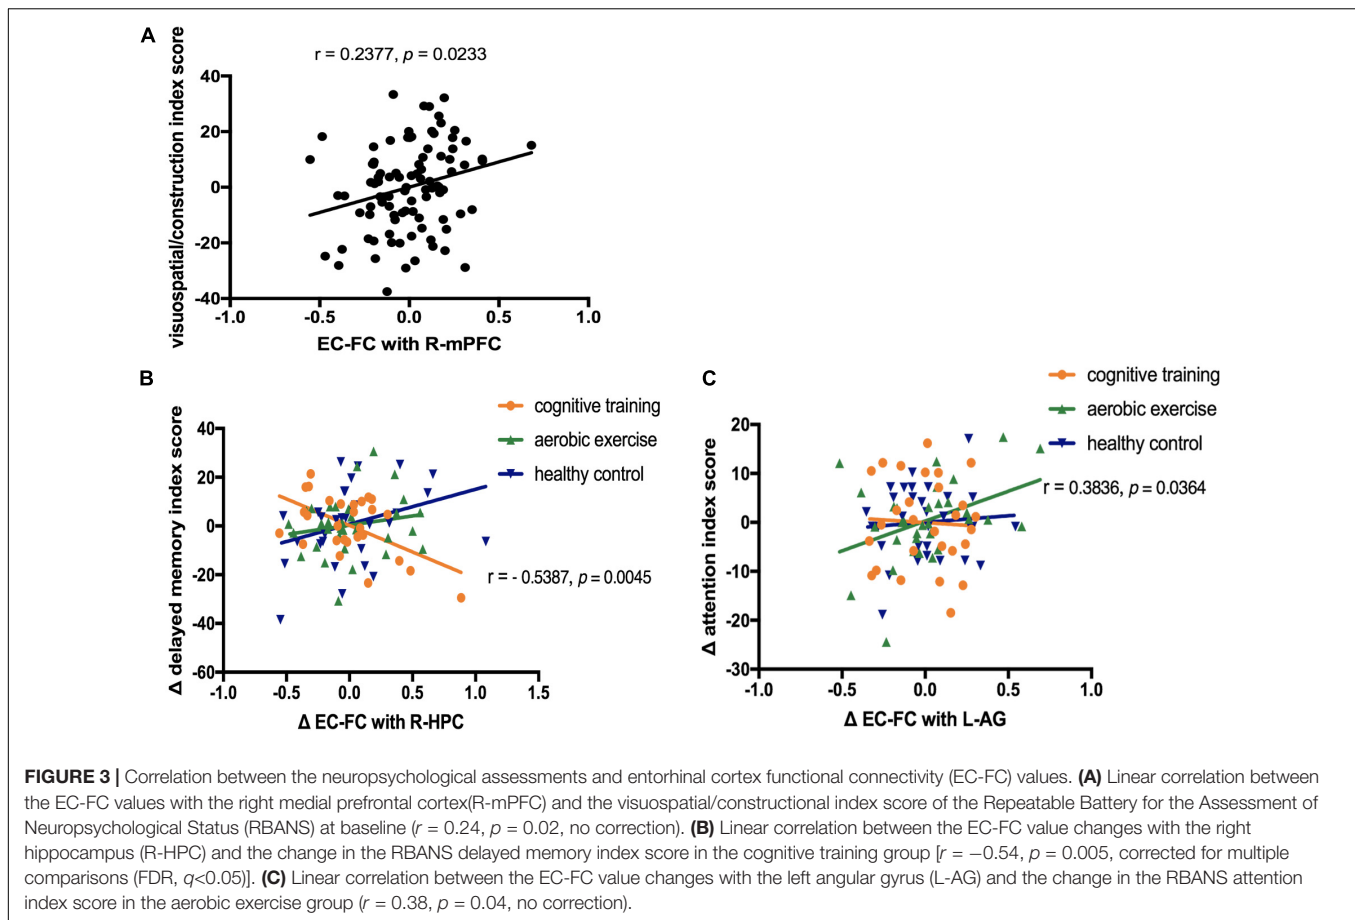 A
r = 0.2377, p = 0.0233
visuospatial/construction index score
40
20
0
-20
-40
-1.0 -0.5 0.0 0.5 1.0
EC-FC with R-mPFC
B
cognitive training
aerobic exercise
healthy control
Δ delayed memory index score
40
20
0
-20
-40
-60
r = - 0.5387, p = 0.0045
-1.0 -0.5 0.0 0.5 1.0 1.5
Δ EC-FC with R-HPC
C
cognitive training
aerobic exercise
healthy control
Δ attention index score
20
10
0
-10
-20
-30
r = 0.3836, p = 0.0364
-1.0 -0.5 0.0 0.5 1.0
Δ EC-FC with L-AG
FIGURE 3 | Correlation between the neuropsychological assessments and entorhinal cortex functional connectivity (EC-FC) values. (A) Linear correlation between
the EC-FC values with the right medial prefrontal cortex(R-mPFC) and the visuospatial/constructional index score of the Repeatable Battery for the Assessment of
Neuropsychological Status (RBANS) at baseline (r = 0.24, p = 0.02, no correction). (B) Linear correlation between the EC-FC value changes with the right
hippocampus (R-HPC) and the change in the RBANS delayed memory index score in the cognitive training group [r = −0.54, p = 0.005, corrected for multiple
comparisons (FDR, q<0.05)]. (C) Linear correlation between the EC-FC value changes with the left angular gyrus (L-AG) and the change in the RBANS attention
index score in the aerobic exercise group (r = 0.38, p = 0.04, no correction).